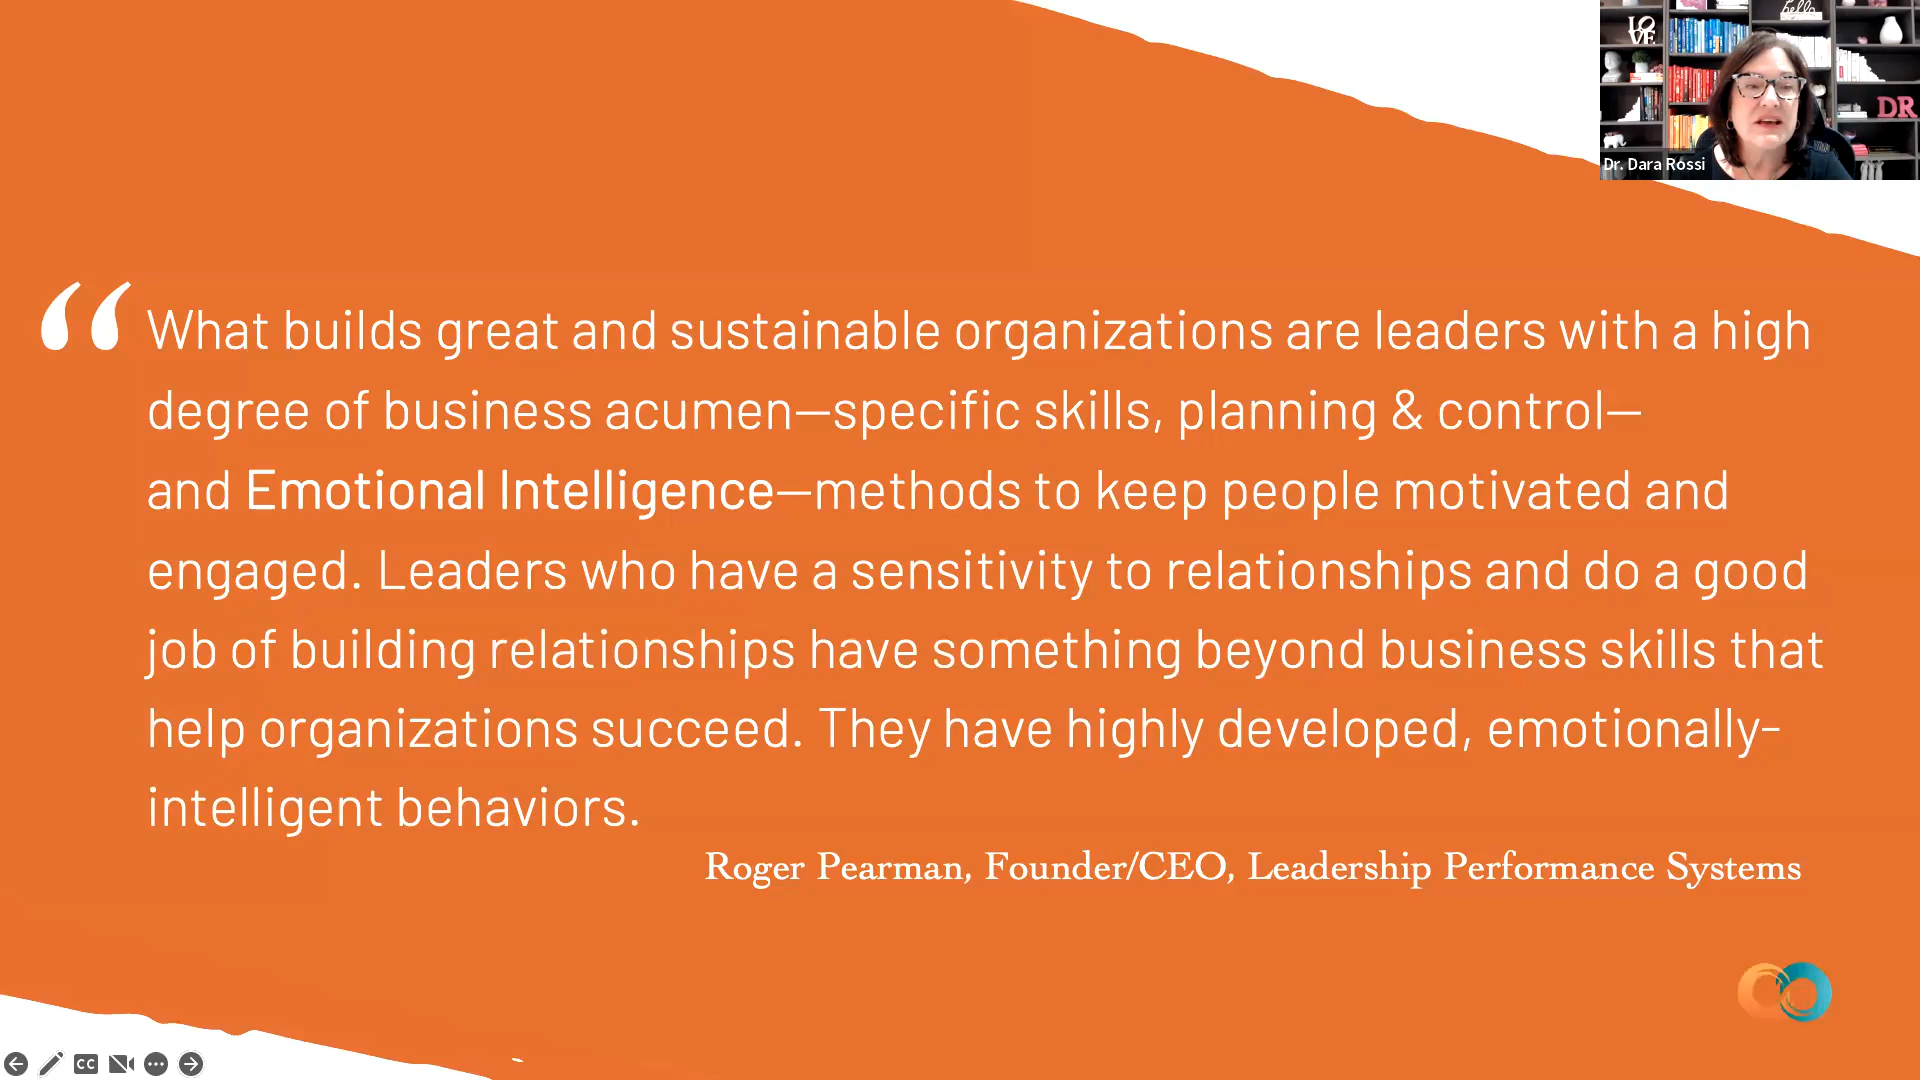 hello
LOVE
DR
Dr. Dara Rossi
“What builds great and sustainable organizations are leaders with a high
degree of business acumen—specific skills, planning & control—
and Emotional Intelligence—methods to keep people motivated and
engaged. Leaders who have a sensitivity to relationships and do a good
job of building relationships have something beyond business skills that
help organizations succeed. They have highly developed, emotionally-
intelligent behaviors.
Roger Pearman, Founder/CEO, Leadership Performance Systems
CC